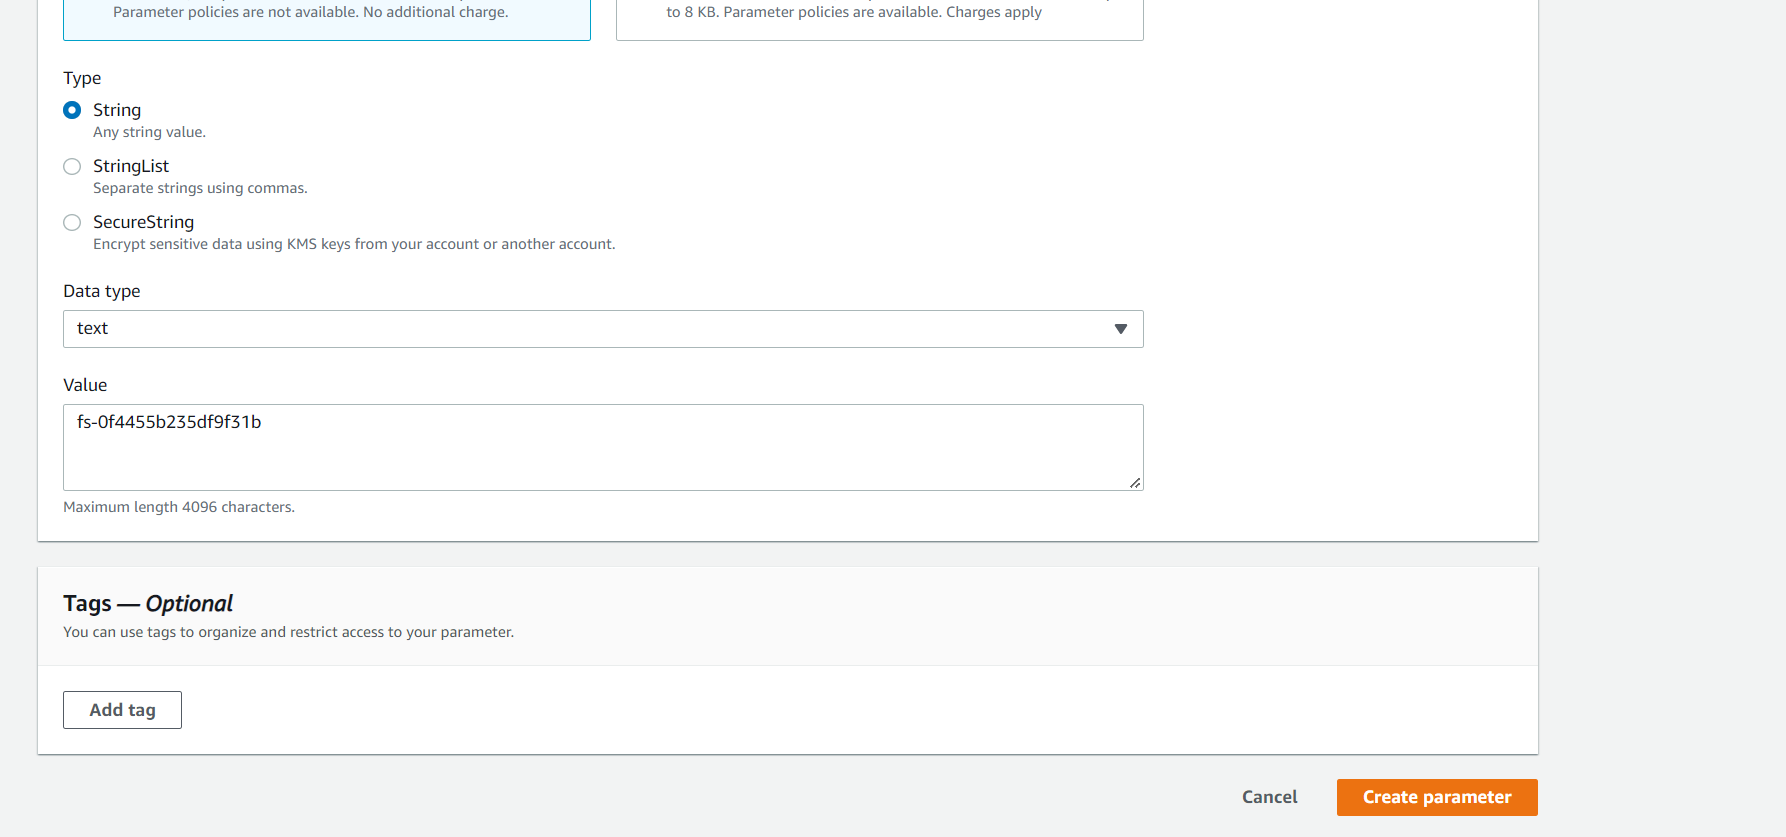 Parameter policies are not available. No additional charge.
to 8 KB. Parameter policies are available. Charges apply
Type
String
Any string value.
StringList
Separate strings using commas.
SecureString
Encrypt sensitive data using KMS keys from your account or another account.
Data type
text
Value
fs-0f4455b235df9f31b
Maximum length 4096 characters.
Tags — Optional
You can use tags to organize and restrict access to your parameter.
Add tag
Cancel
Create parameter